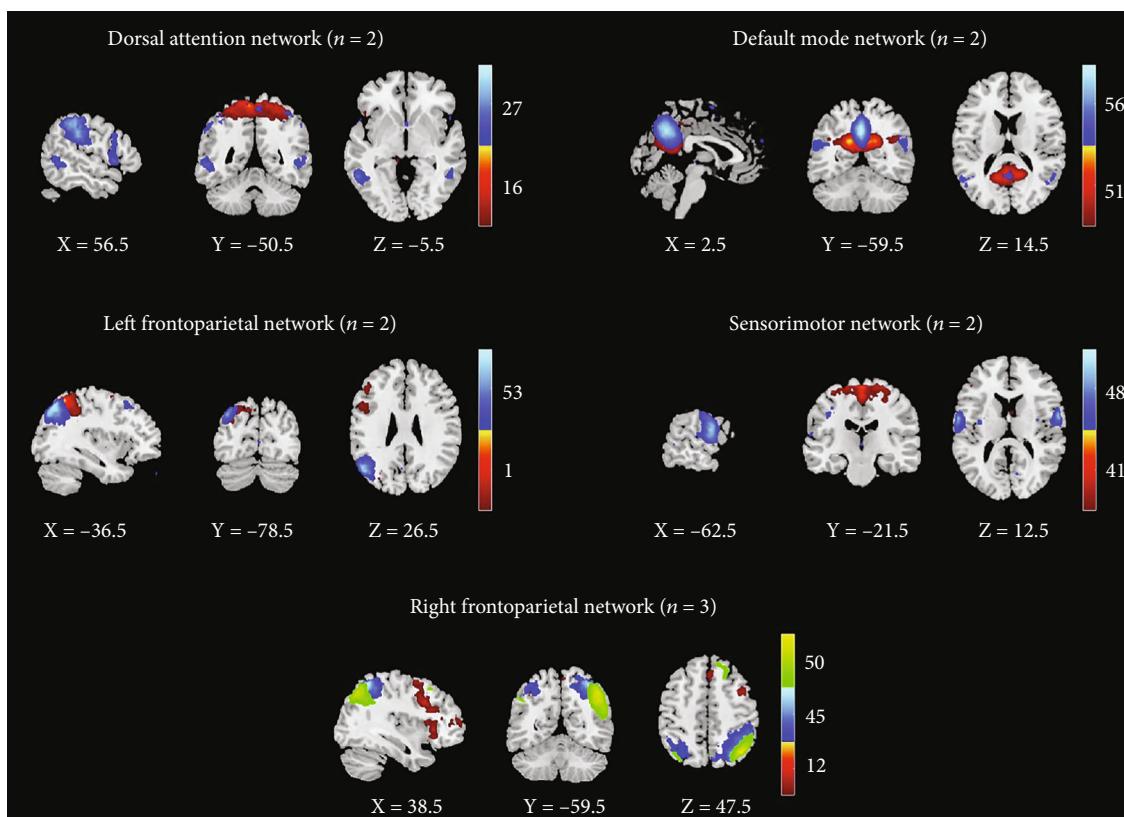 Dorsal attention network (n = 2)
27
16
X = 56.5 Y = –50.5 Z = –5.5
Default mode network (n = 2)
56
51
X = 2.5 Y = –59.5 Z = 14.5
Left frontoparietal network (n = 2)
53
1
X = –36.5 Y = –78.5 Z = 26.5
Sensorimotor network (n = 2)
48
41
X = –62.5 Y = –21.5 Z = 12.5
Right frontoparietal network (n = 3)
50
45
12
X = 38.5 Y = –59.5 Z = 47.5